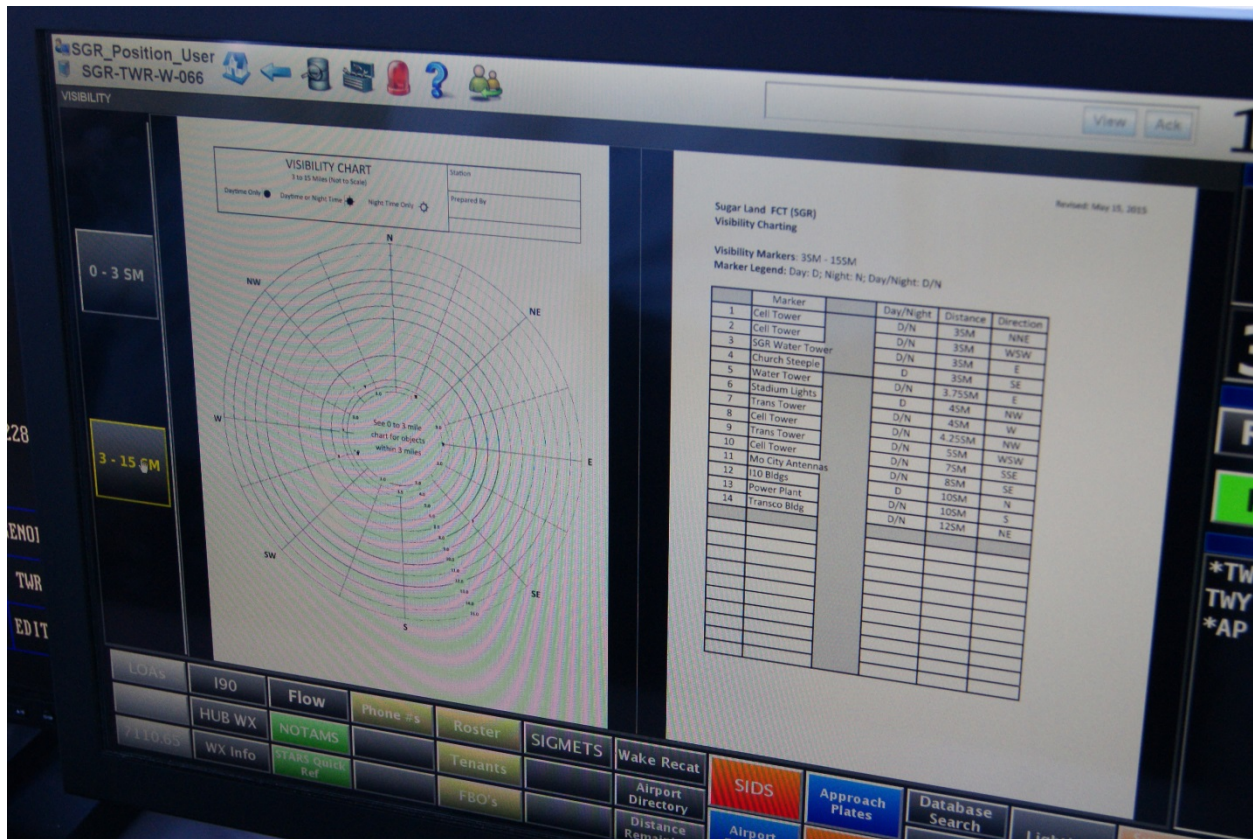 SGR_Position_User
SGR-TWR-W-066
View Ack
VISIBILITY
0 - 3 SM
3 - 15 SM
VISIBILITY CHART
3 to 15 Miles (Not to Scale)
Daytime Only Daytime or Night Time Night Time Only
Station
Prepared By
N
NW
NE
W
E
SW
SE
S
See 0 to 3 mile
chart for objects
within 3 miles
Revised: May 15, 2015
Sugar Land FCT (SGR)
Visibility Charting
Visibility Markers: 3SM - 15SM
Marker Legend: Day: D; Night: N; Day/Night: D/N
Marker Day/Night Distance Direction
1 Cell Tower D/N 3SM NNE
2 Cell Tower D/N 3SM WSW
3 SGR Water Tower D/N 3SM E
4 Church Steeple D 3SM SE
5 Water Tower D/N 3.75SM E
6 Stadium Lights D 4SM NW
7 Trans Tower D/N 4SM W
8 Cell Tower D/N 4.25SM NW
9 Trans Tower D/N 5SM WSW
10 Cell Tower D/N 7SM SSE
11 Mo City Antennas D/N 8SM SE
12 I10 Bldgs D 10SM N
13 Power Plant D/N 10SM S
14 Transco Bldg D/N 12SM NE
228
TWR
EDIT
*TW
TWY
*AP
LOAs I90 Flow Phone #s Roster SIGMETS Wake Recat SIDS Approach Plates Database Search
HUB WX NOTAMS Tenants Airport Directory Airport
7110.65 WX Info STARS Quick Ref FBO's Distance